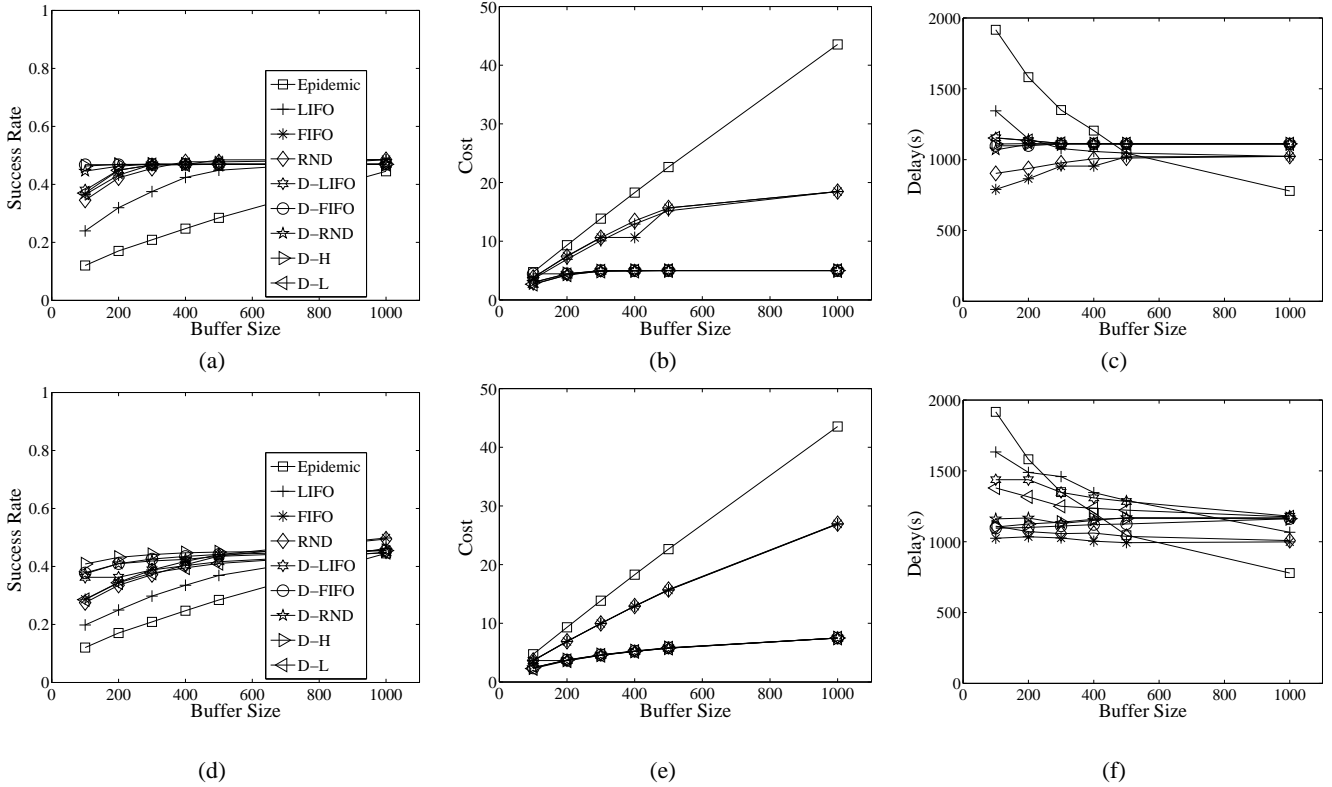 1
0.8
0.6
0.4
0.2
0
0 200 400 600 800 1000
Success Rate
Buffer Size
Epidemic
LIFO
FIFO
RND
D−LIFO
D−FIFO
D−RND
D−H
D−L
(a)
50
40
30
20
10
0
0 200 400 600 800 1000
Cost
Buffer Size
(b)
2000
1500
1000
500
0
0 200 400 600 800 1000
Delay(s)
Buffer Size
(c)
1
0.8
0.6
0.4
0.2
0
0 200 400 600 800 1000
Success Rate
Buffer Size
Epidemic
LIFO
FIFO
RND
D−LIFO
D−FIFO
D−RND
D−H
D−L
(d)
50
40
30
20
10
0
0 200 400 600 800 1000
Cost
Buffer Size
(e)
2000
1500
1000
500
0
0 200 400 600 800 1000
Delay(s)
Buffer Size
(f)